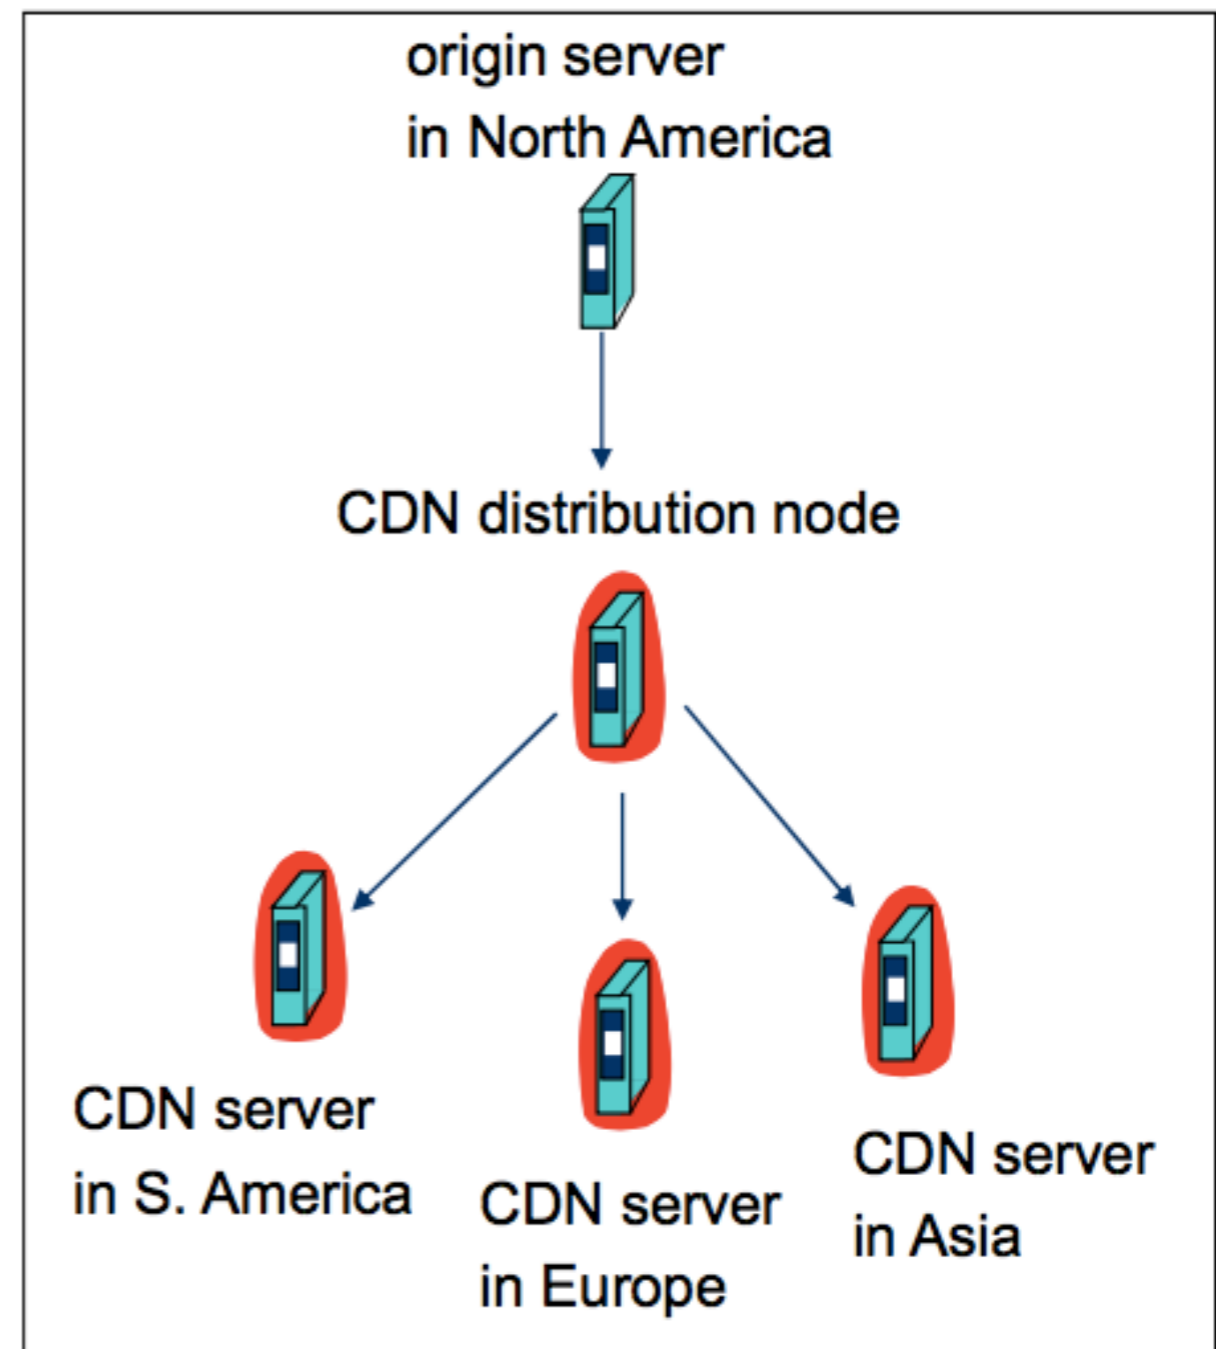 origin server
in North America
CDN distribution node
CDN server
in S. America
CDN server
in Europe
CDN server
in Asia